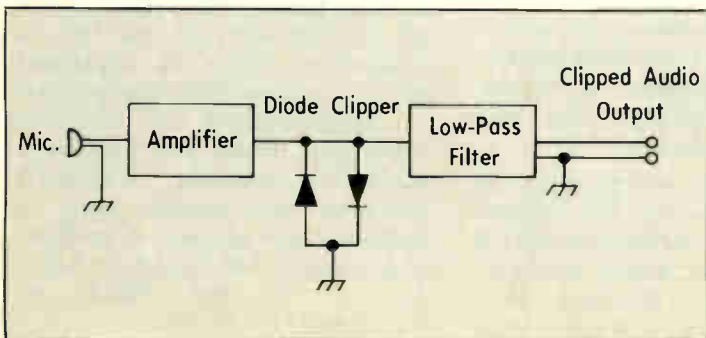 Clipped Audio
Output
Diode Clipper
Mic.
Amplifier
Low-Pass
Filter